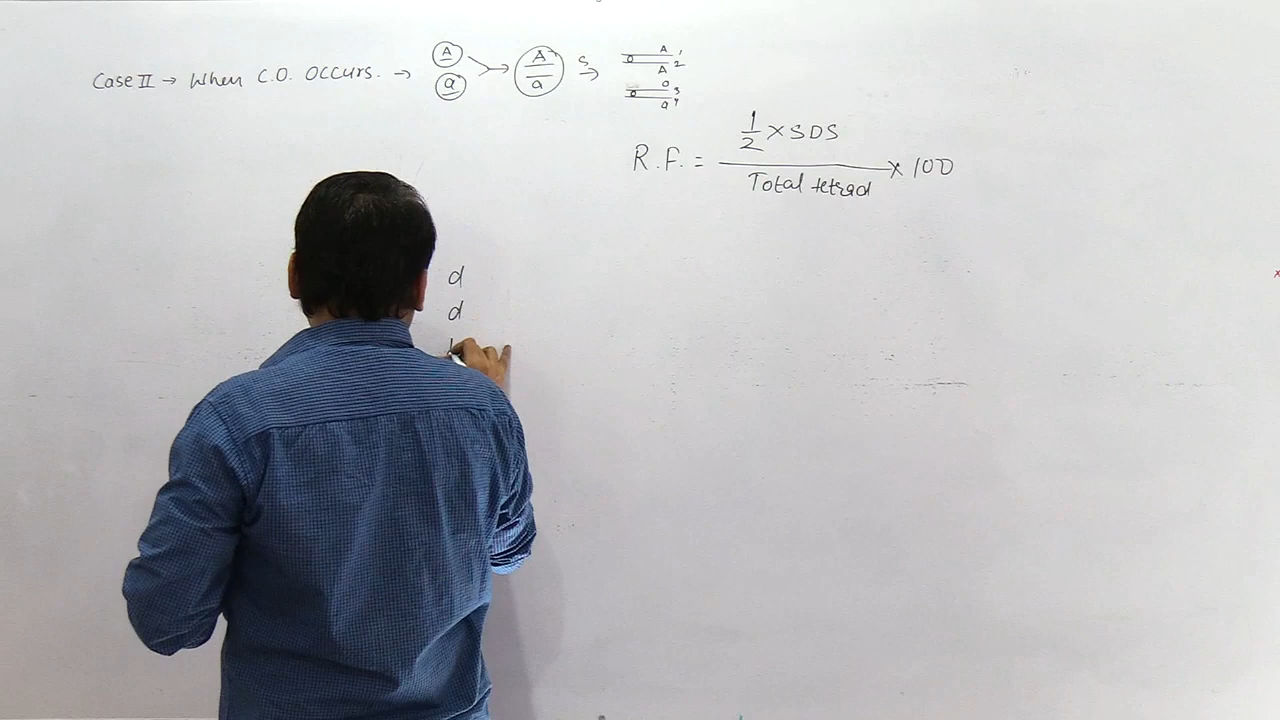 Case II → When C.O. occurs. → A a → A a S → A 1 A 2 a 3 a 4
R.F. = 1/2 × SDS / Total tetrad × 100
d
d